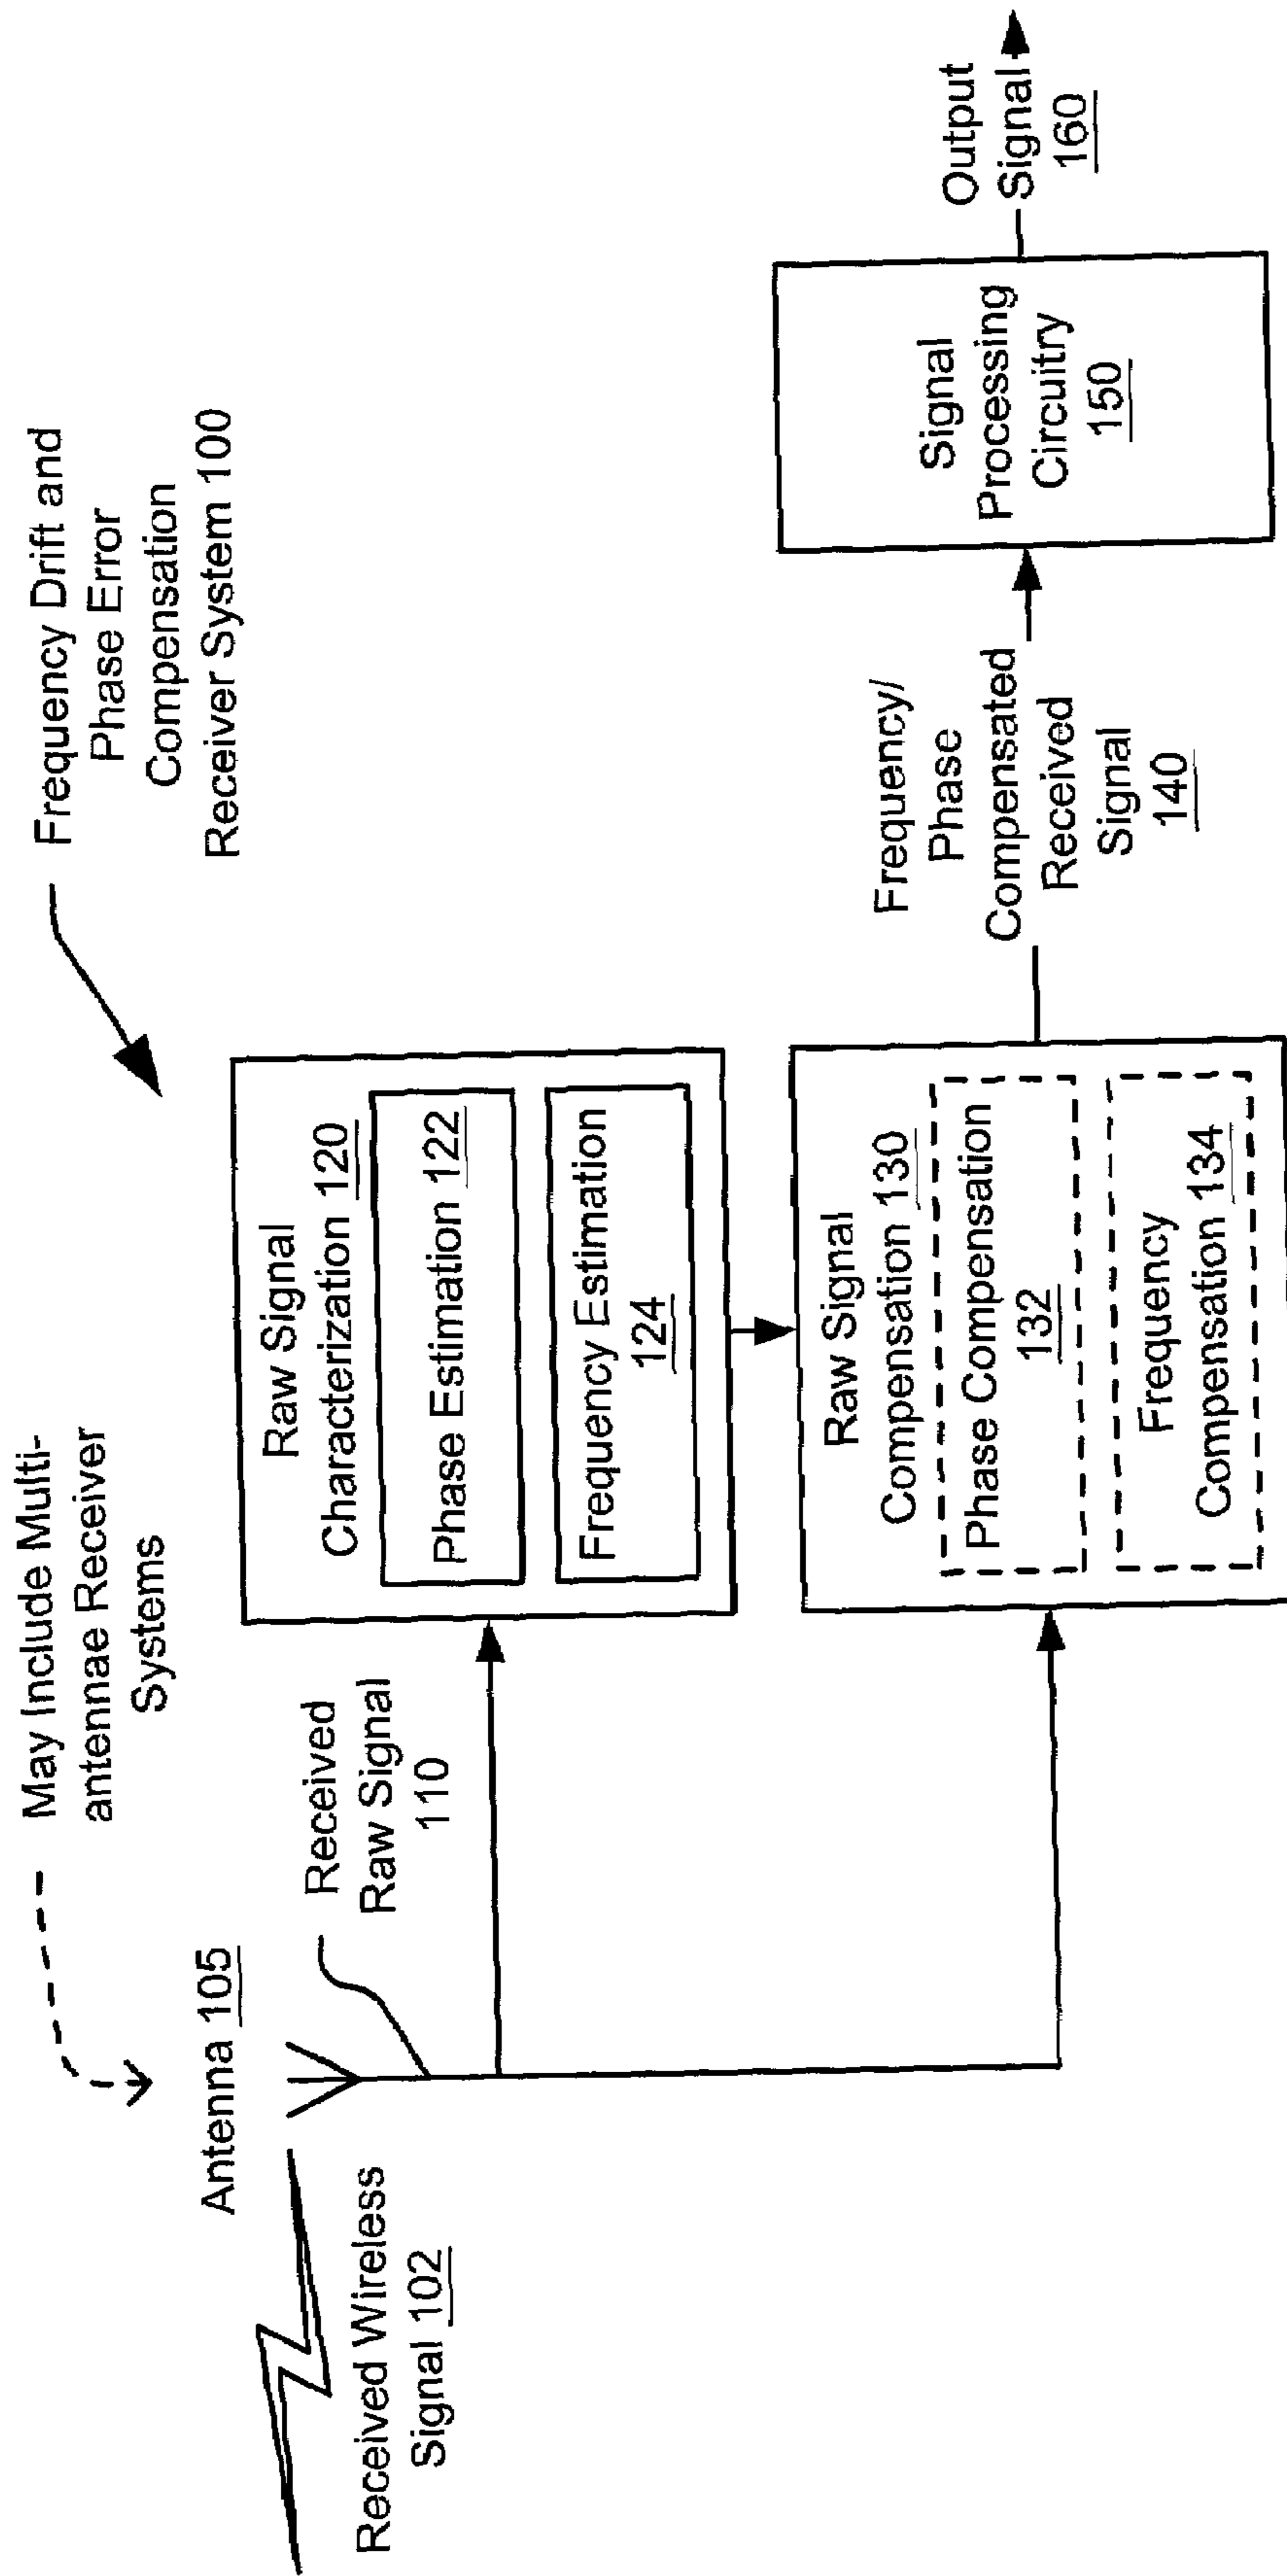 May Include Multi-
antennae Receiver
Systems
Frequency Drift and
Phase Error
Compensation
Receiver System 100
Antenna 105
Received Wireless
Signal 102
Received
Raw Signal
110
Raw Signal
Characterization 120
Phase Estimation 122
Frequency Estimation
124
Raw Signal
Compensation 130
Phase Compensation
132
Frequency
Compensation 134
Frequency/
Phase
Compensated
Received
Signal
140
Signal
Processing
Circuitry
150
Output
Signal
160